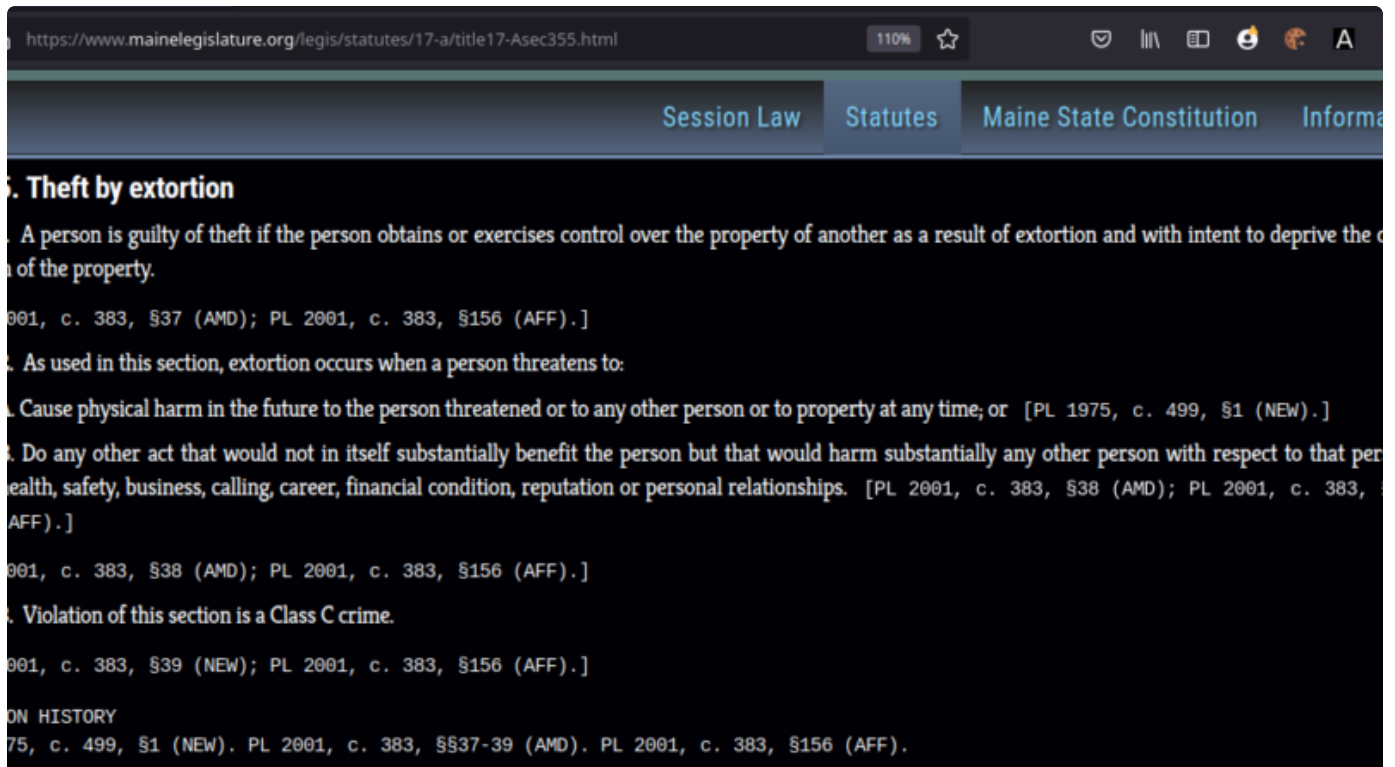 https://www.mainelegislature.org/legis/statutes/17-a/title17-Asec355.html 110% A
Session Law Statutes Maine State Constitution Informa
. Theft by extortion
. A person is guilty of theft if the person obtains or exercises control over the property of another as a result of extortion and with intent to deprive the
of the property.
001, c. 383, §37 (AMD); PL 2001, c. 383, §156 (AFF).]
. As used in this section, extortion occurs when a person threatens to:
. Cause physical harm in the future to the person threatened or to any other person or to property at any time; or [PL 1975, c. 499, §1 (NEW).]
. Do any other act that would not in itself substantially benefit the person but that would harm substantially any other person with respect to that per
ealth, safety, business, calling, career, financial condition, reputation or personal relationships. [PL 2001, c. 383, §38 (AMD); PL 2001, c. 383,
AFF).]
001, c. 383, §38 (AMD); PL 2001, c. 383, §156 (AFF).]
. Violation of this section is a Class C crime.
001, c. 383, §39 (NEW); PL 2001, c. 383, §156 (AFF).]
ON HISTORY
75, c. 499, §1 (NEW). PL 2001, c. 383, §§37-39 (AMD). PL 2001, c. 383, §156 (AFF).